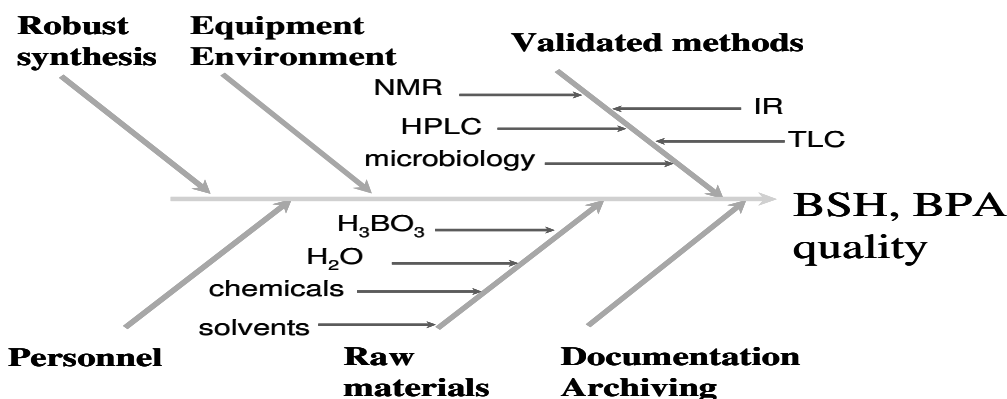 Robust
synthesis
Equipment
Environment
Validated methods
NMR
IR
HPLC
TLC
microbiology
BSH, BPA
quality
H₃BO₃
H₂O
chemicals
solvents
Personnel
Raw
materials
Documentation
Archiving